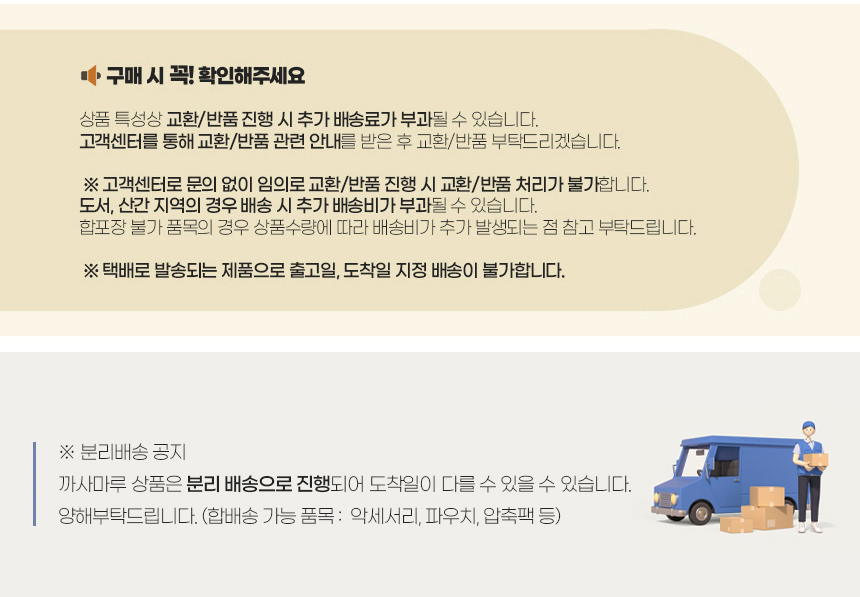 구매 시 꼭! 확인해주세요
상품 특성상 교환/반품 진행 시 추가 배송료가 부과될 수 있습니다.
고객센터를 통해 교환/반품 관련 안내를 받은 후 교환/반품 부탁드리겠습니다.
※ 고객센터로 문의 없이 임의로 교환/반품 진행 시 교환/반품 처리가 불가합니다.
도서, 산간 지역의 경우 배송 시 추가 배송비가 부과될 수 있습니다.
합포장 불가 품목의 경우 상품수량에 따라 배송비가 추가 발생되는 점 참고 부탁드립니다.
※ 택배로 발송되는 제품으로 출고일, 도착일 지정 배송이 불가합니다.
※ 분리배송 공지
까사마루 상품은 분리 배송으로 진행되어 도착일이 다를 수 있을 수 있습니다.
양해부탁드립니다. (합배송 가능 품목 : 악세서리, 파우치, 압축팩 등)